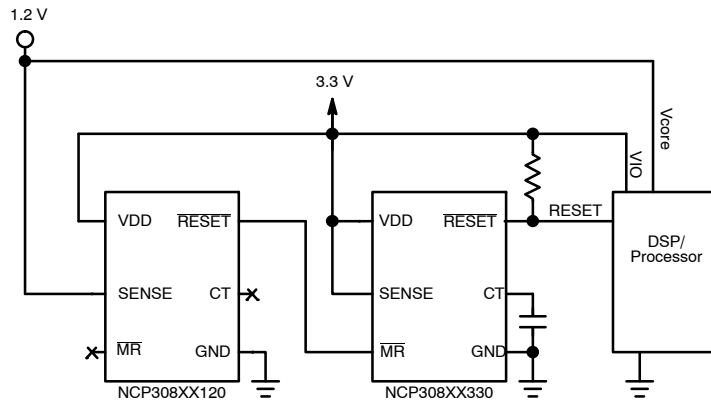 1.2 V
3.3 V
Vcore
VIO
VDD
RESET
SENSE
CT
MR
GND
NCP308XX120
VDD
RESET
SENSE
CT
MR
GND
NCP308XX330
RESET
DSP/
Processor